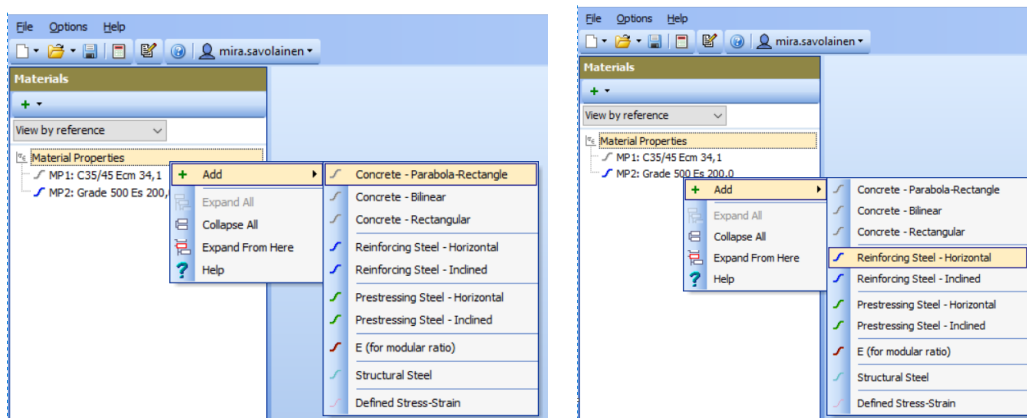 File Options Help
mira.savolainen
Materials
View by reference
Material Properties
MP1: C35/45 Ecm 34,1
MP2: Grade 500 Es 200,
Add
Expand All
Collapse All
Expand From Here
Help
Concrete - Parabola-Rectangle
Concrete - Bilinear
Concrete - Rectangular
Reinforcing Steel - Horizontal
Reinforcing Steel - Inclined
Prestressing Steel - Horizontal
Prestressing Steel - Inclined
E (for modular ratio)
Structural Steel
Defined Stress-Strain
File Options Help
mira.savolainen
Materials
View by reference
Material Properties
MP1: C35/45 Ecm 34,1
MP2: Grade 500 Es 200,0
Add
Expand All
Collapse All
Expand From Here
Help
Concrete - Parabola-Rectangle
Concrete - Bilinear
Concrete - Rectangular
Reinforcing Steel - Horizontal
Reinforcing Steel - Inclined
Prestressing Steel - Horizontal
Prestressing Steel - Inclined
E (for modular ratio)
Structural Steel
Defined Stress-Strain